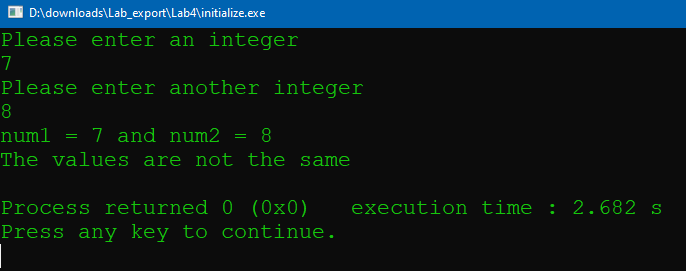 D:\downloads\Lab_export\Lab4\initialize.exe
Please enter an integer
7
Please enter another integer
8
num1 = 7 and num2 = 8
The values are not the same
Process returned 0 (0x0)   execution time : 2.682 s
Press any key to continue.